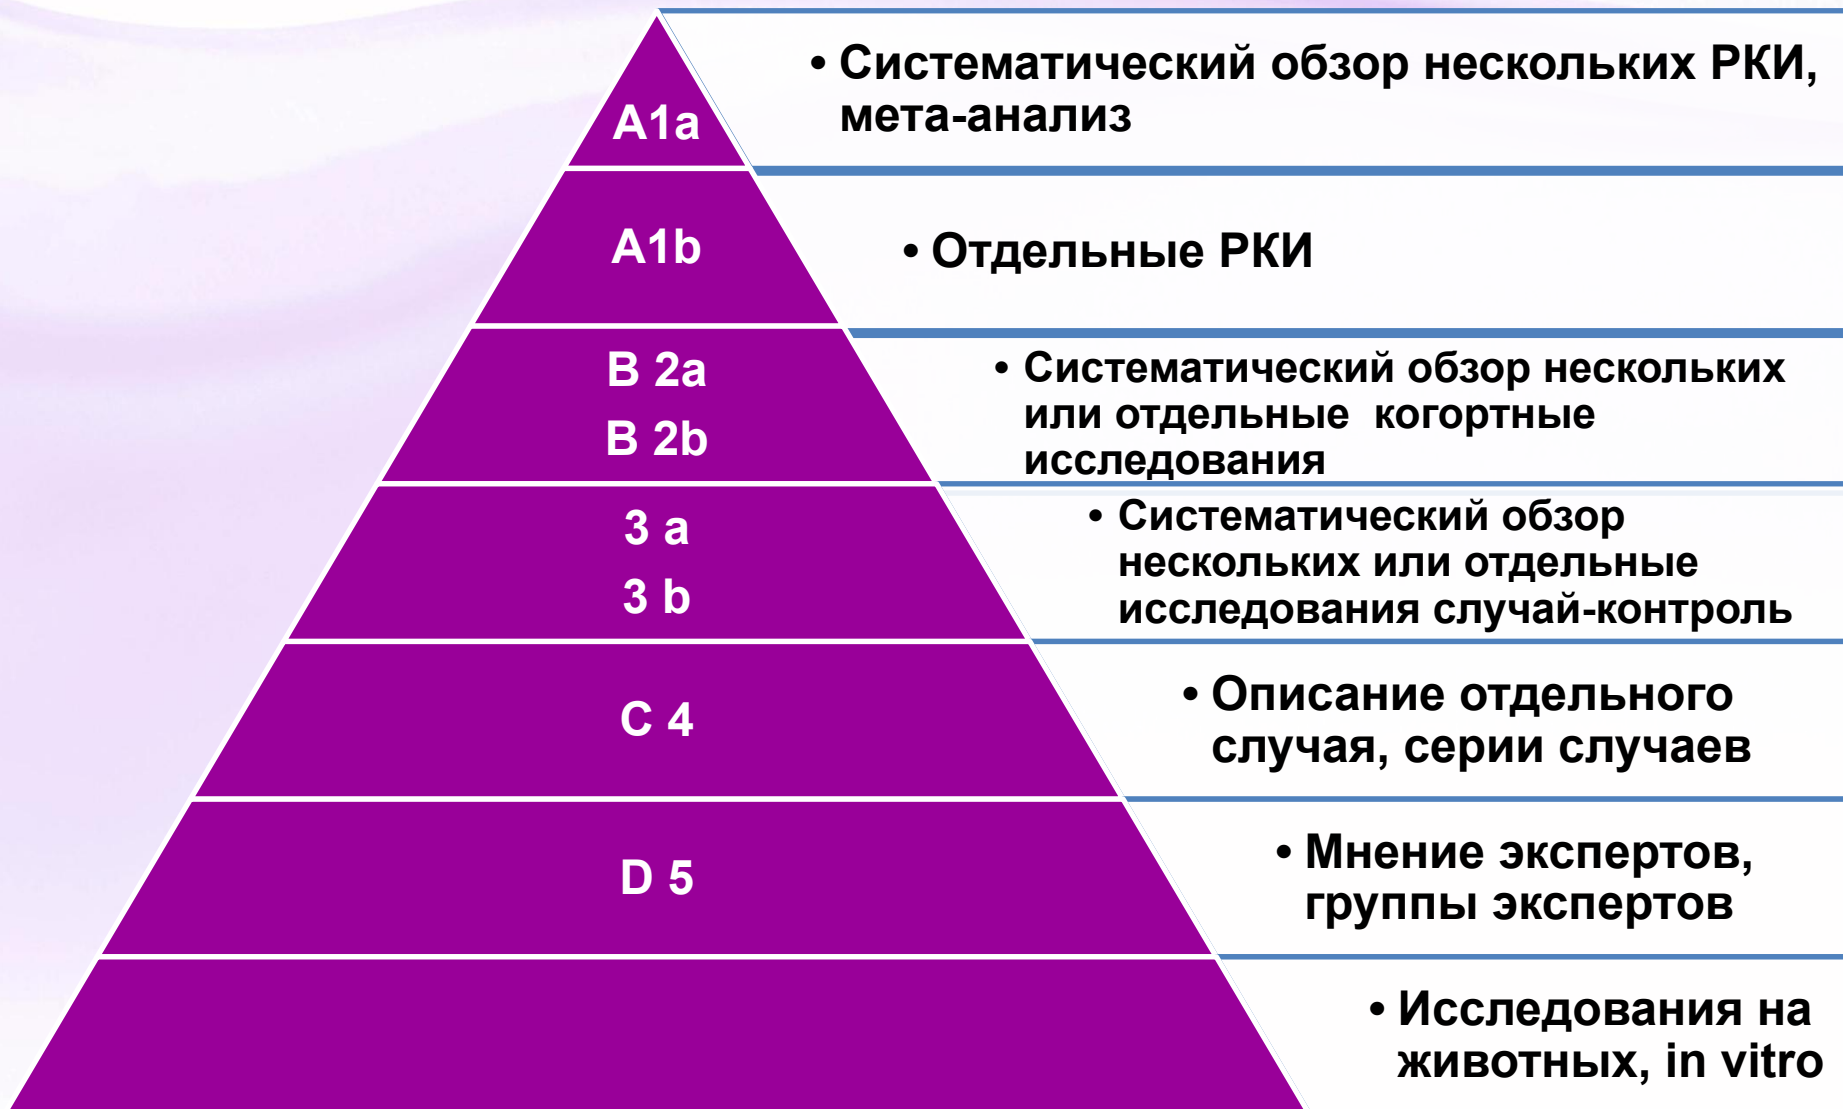 A1a
• Систематический обзор нескольких РКИ,
мета-анализ
A1b
• Отдельные РКИ
B 2a
B 2b
• Систематический обзор нескольких
или отдельные когортные
исследования
3 a
3 b
• Систематический обзор
нескольких или отдельные
исследования случай-контроль
C 4
• Описание отдельного
случая, серии случаев
D 5
• Мнение экспертов,
группы экспертов
• Исследования на
животных, in vitro